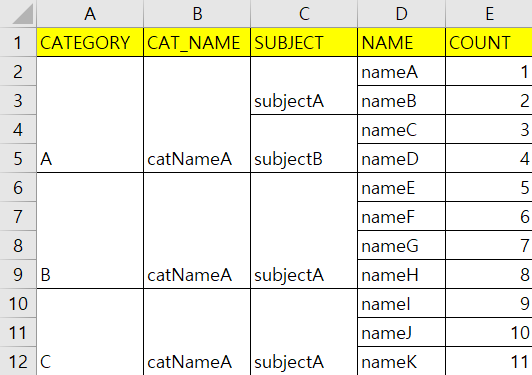 A B C D E
1 CATEGORY CAT_NAME SUBJECT NAME COUNT
2 nameA 1
3 subjectA nameB 2
4 nameC 3
5 A catNameA subjectB nameD 4
6 nameE 5
7 nameF 6
8 nameG 7
9 B catNameA subjectA nameH 8
10 nameI 9
11 nameJ 10
12 C catNameA subjectA nameK 11